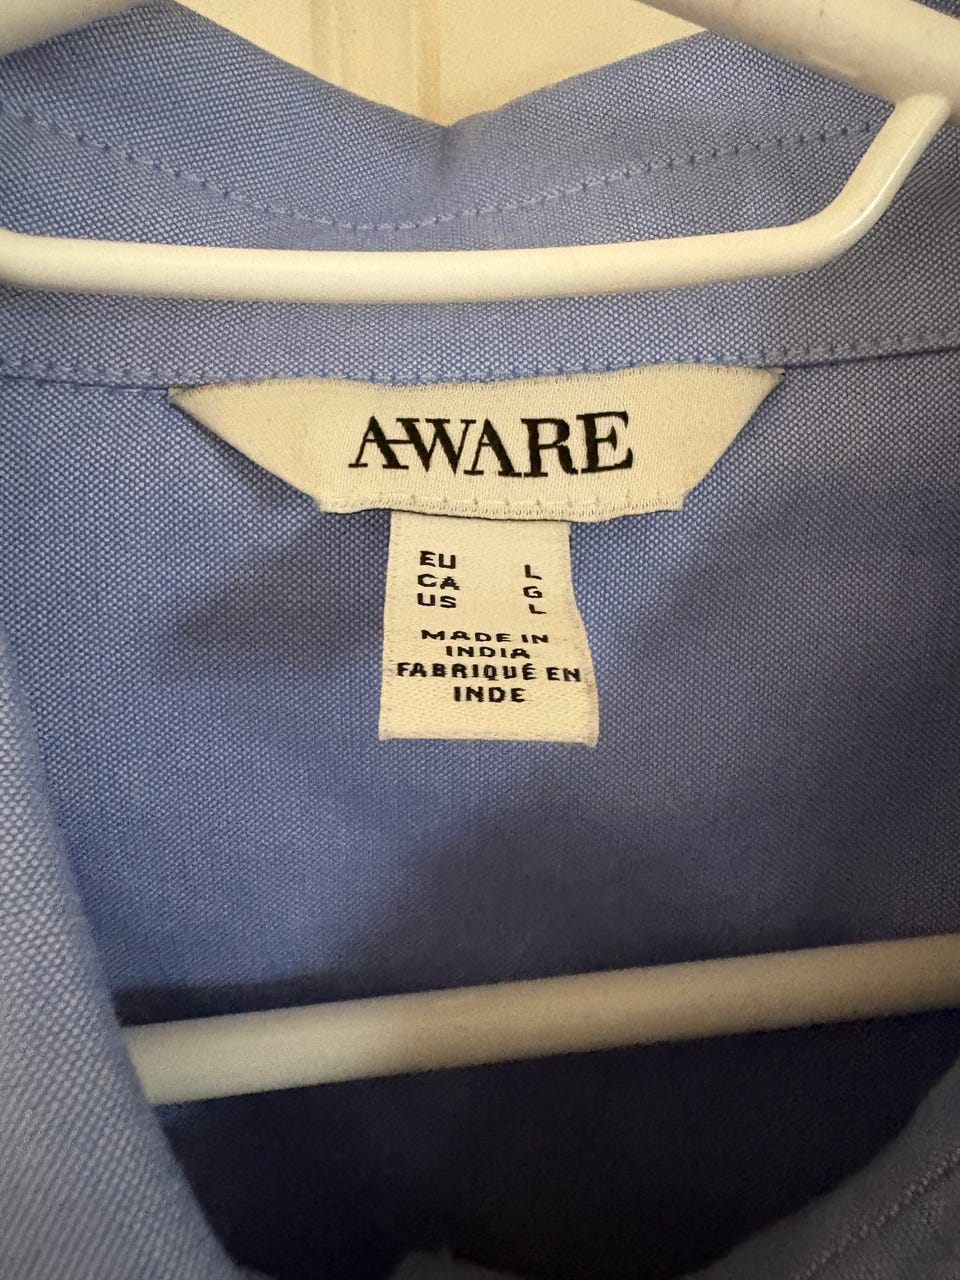 A-WARE
EU L
CA G
US L
MADE IN
INDIA
FABRIQUÉ EN
INDE